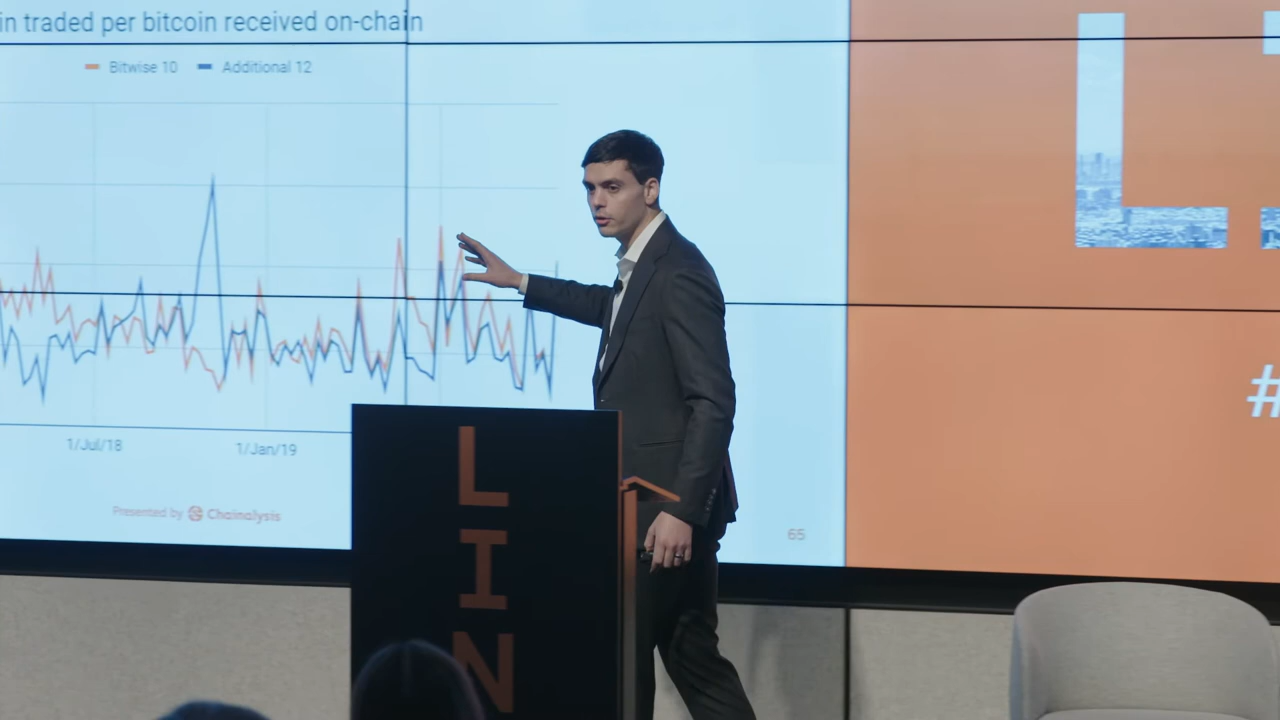 in traded per bitcoin received on-chain
Bitwise 10 Additional 12
1/Jul/18 1/Jan/19
Presented by Chainalysis
65
L
#
L
I
N